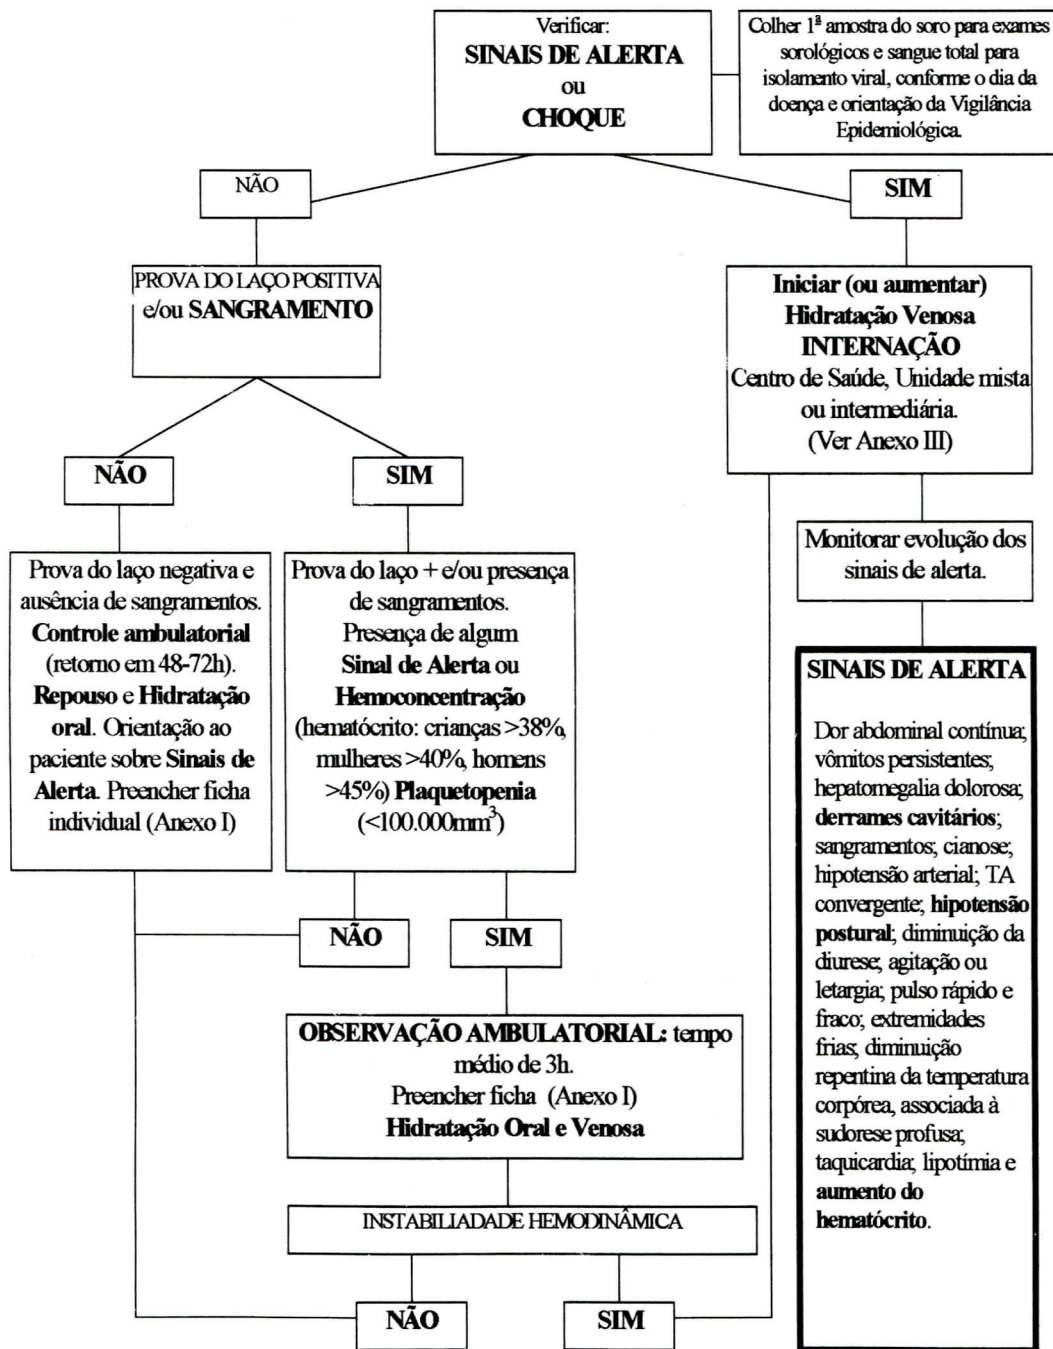 Verificar:
SINAIS DE ALERTA
ou
CHOQUE
Colher 1ª amostra do soro para exames
sorológicos e sangue total para
isolamento viral, conforme o dia da
doença e orientação da Vigilância
Epidemiológica.
NÃO
SIM
PROVA DO LAÇO POSITIVA
e/ou SANGRAMENTO
Iniciar (ou aumentar)
Hidratação Venosa
INTERNAÇÃO
Centro de Saúde, Unidade mista
ou intermediária.
(Ver Anexo III)
NÃO
SIM
Prova do laço negativa e
ausência de sangramentos.
Controle ambulatorial
(retorno em 48-72h).
Repouso e Hidratação
oral. Orientação ao
paciente sobre Sinais de
Alerta. Preencher ficha
individual (Anexo I)
Prova do laço + e/ou presença
de sangramentos.
Presença de algum
Sinal de Alerta ou
Hemoconcentração
(hematócrito: crianças >38%,
mulheres >40%, homens
>45%) Plaquetopenia
(<100.000mm³)
Monitorar evolução dos
sinais de alerta.
SINAIS DE ALERTA
Dor abdominal contínua;
vômitos persistentes;
hepatomegalia dolorosa;
derrames cavitários;
sangramentos; cianose;
hipotensão arterial; TA
convergente; hipotensão
postural; diminuição da
diurese; agitação ou
letargia; pulso rápido e
fraco; extremidades
frias; diminuição
repentina da temperatura
corpórea, associada à
sudorese profusa;
taquicardia; lipotímia e
aumento do
hematócrito.
NÃO
SIM
OBSERVAÇÃO AMBULATORIAL: tempo
médio de 3h.
Preencher ficha (Anexo I)
Hidratação Oral e Venosa
INSTABILIADADE HEMODINÂMICA
NÃO
SIM